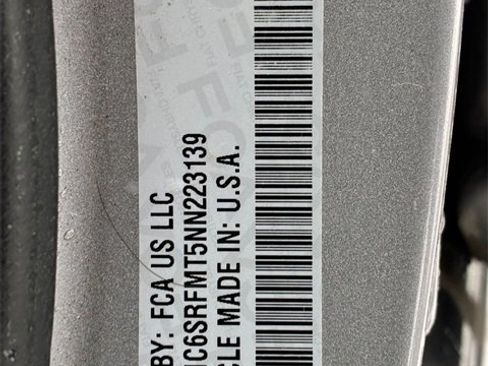 BY: FCA US LLC
1C6SRFMT5NN223139
CLE MADE IN: U.S.A.